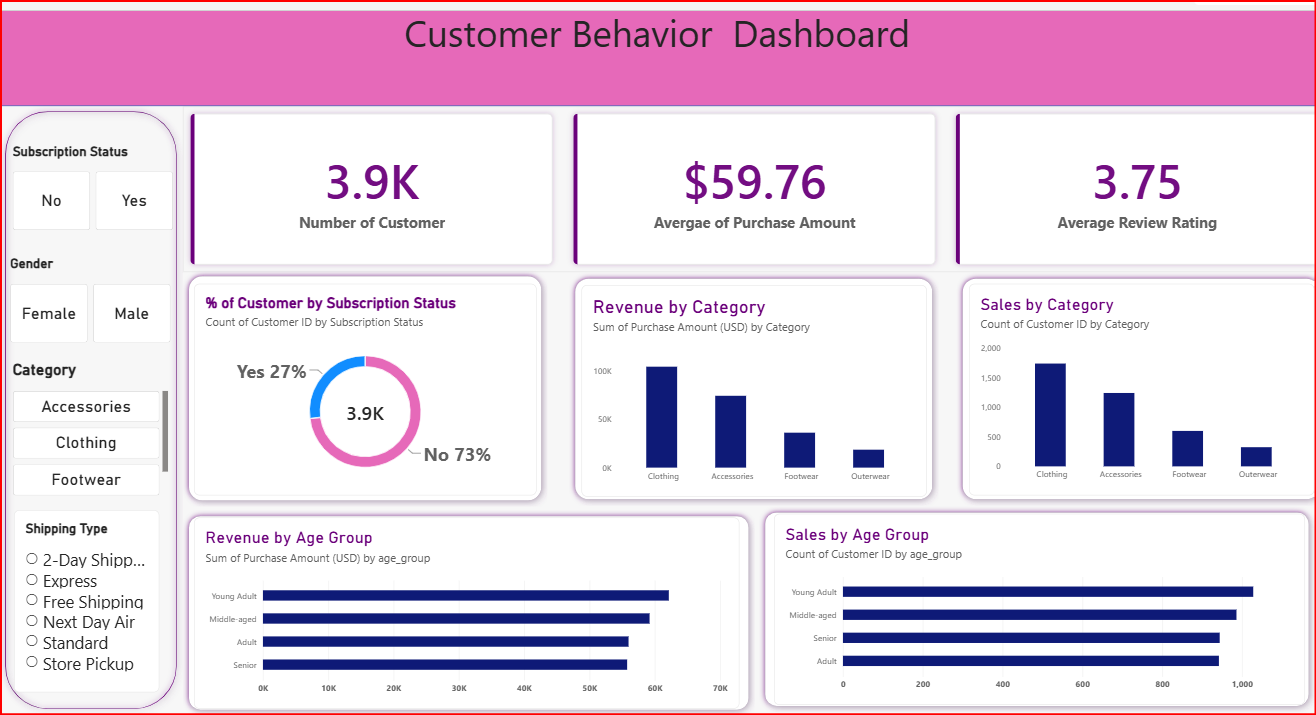 Customer Behavior  Dashboard
Subscription Status
No
Yes
Gender
Female
Male
Category
Accessories
Clothing
Footwear
Shipping Type
2-Day Shipp...
Express
Free Shipping
Next Day Air
Standard
Store Pickup
3.9K
Number of Customer
$59.76
Avergae of Purchase Amount
3.75
Average Review Rating
% of Customer by Subscription Status
Count of Customer ID by Subscription Status
Yes 27%
3.9K
No 73%
Revenue by Category
Sum of Purchase Amount (USD) by Category
100K
50K
0K
Clothing Accessories Footwear Outerwear
Sales by Category
Count of Customer ID by Category
2,000
1,500
1,000
500
0
Clothing Accessories Footwear Outerwear
Revenue by Age Group
Sum of Purchase Amount (USD) by age_group
Young Adult
Middle-aged
Adult
Senior
0K 10K 20K 30K 40K 50K 60K 70K
Sales by Age Group
Count of Customer ID by age_group
Young Adult
Middle-aged
Senior
Adult
0 200 400 600 800 1,000